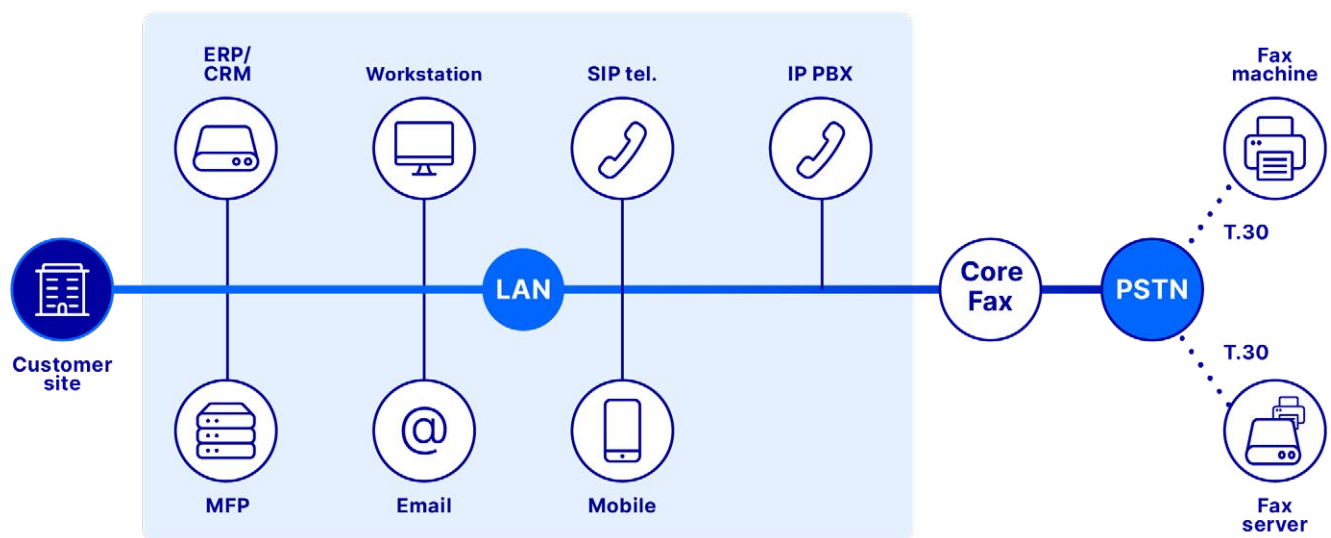 ERP/
CRM
Workstation
SIP tel.
IP PBX
Fax
machine
T.30
Customer
site
LAN
Core
Fax
PSTN
T.30
MFP
@
Email
Mobile
Fax
server